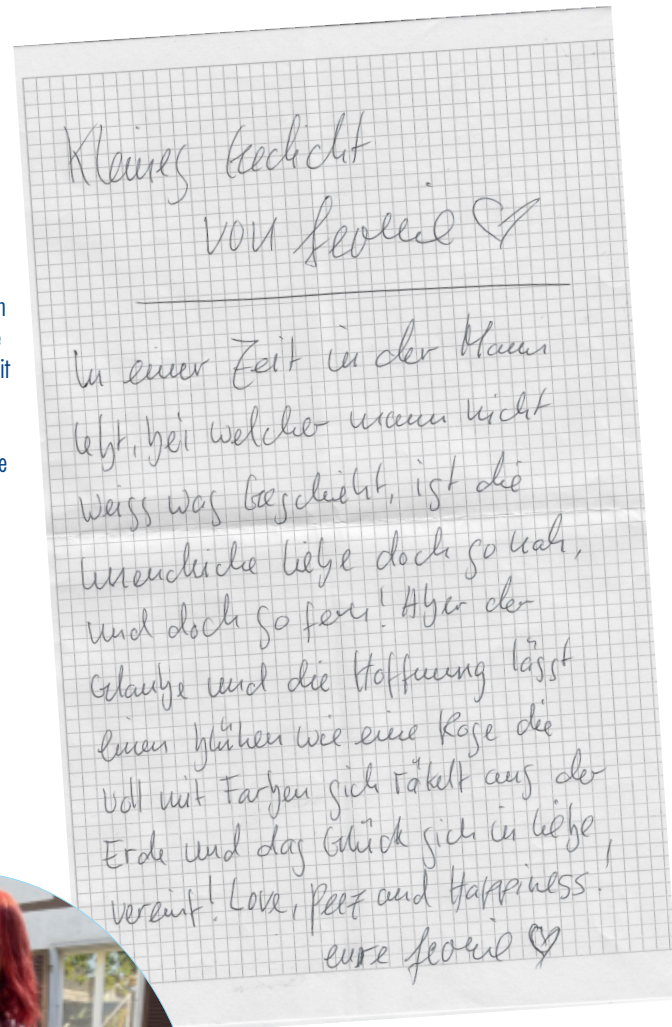 Kleines Gedicht
von Leonie ♡
In einer Zeit in der Mann
lebt, bei welcher mann nicht
weiss was Geschieht, ist die
unendliche liebe doch so nah,
und doch so fern! Aber der
Glaube und die Hoffnung lässt
einen blühen wie eine Rose die
voll mit Farben sich räkelt aus der
Erde und das Glück sich in liebe
vereint! Love, Peez and Happiness!
eure Leonie ♡
it